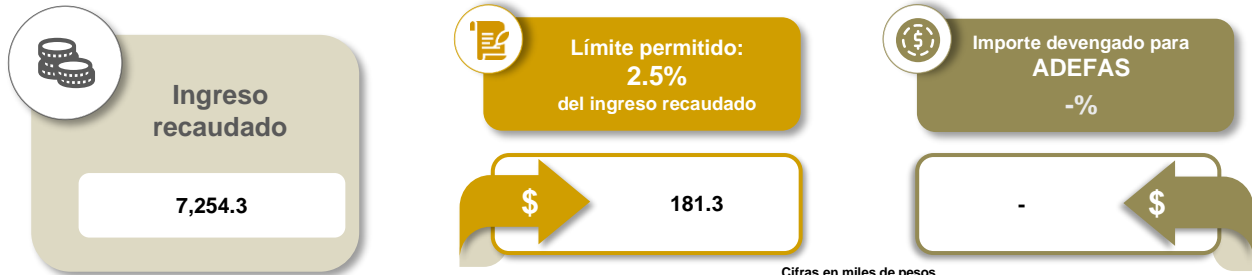 Ingreso
recaudado
7,254.3
Límite permitido:
2.5%
del ingreso recaudado
$
181.3
Importe devengado para
ADEFAS
-%
-
$
Cifras en miles de pesos